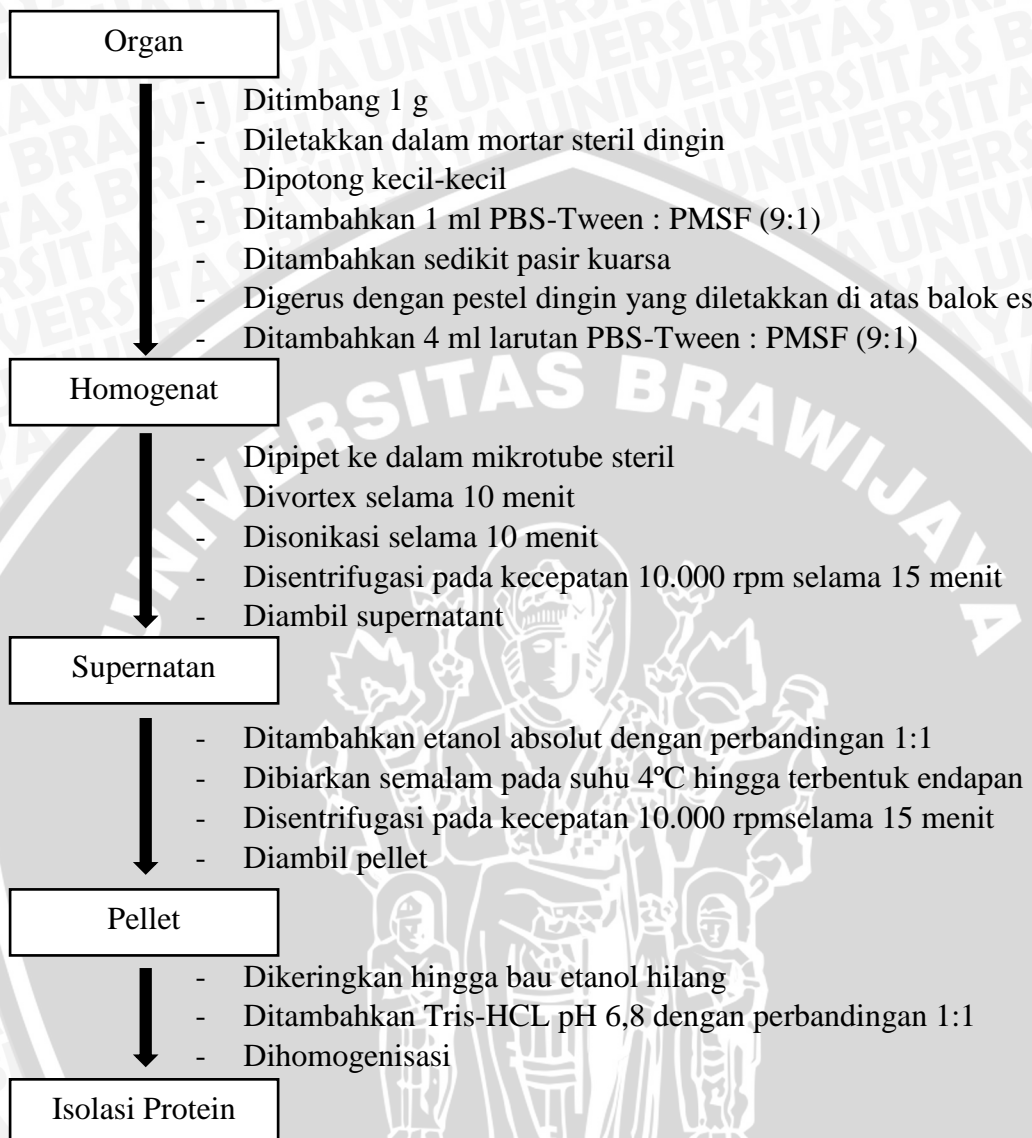 Organ
- Ditimbang 1 g
- Diletakkan dalam mortar steril dingin
- Dipotong kecil-kecil
- Ditambahkan 1 ml PBS-Tween : PMSF (9:1)
- Ditambahkan sedikit pasir kuarsa
- Digerus dengan pestel dingin yang diletakkan di atas balok es
- Ditambahkan 4 ml larutan PBS-Tween : PMSF (9:1)
Homogenat
- Dipipet ke dalam mikrotube steril
- Divortex selama 10 menit
- Disonikasi selama 10 menit
- Disentrifugasi pada kecepatan 10.000 rpm selama 15 menit
- Diambil supernatant
Supernatan
- Ditambahkan etanol absolut dengan perbandingan 1:1
- Dibiarkan semalam pada suhu 4ºC hingga terbentuk endapan
- Disentrifugasi pada kecepatan 10.000 rpmselama 15 menit
- Diambil pellet
Pellet
- Dikeringkan hingga bau etanol hilang
- Ditambahkan Tris-HCL pH 6,8 dengan perbandingan 1:1
- Dihomogenisasi
Isolasi Protein
UNIVERSITAS BRAWIJAYA